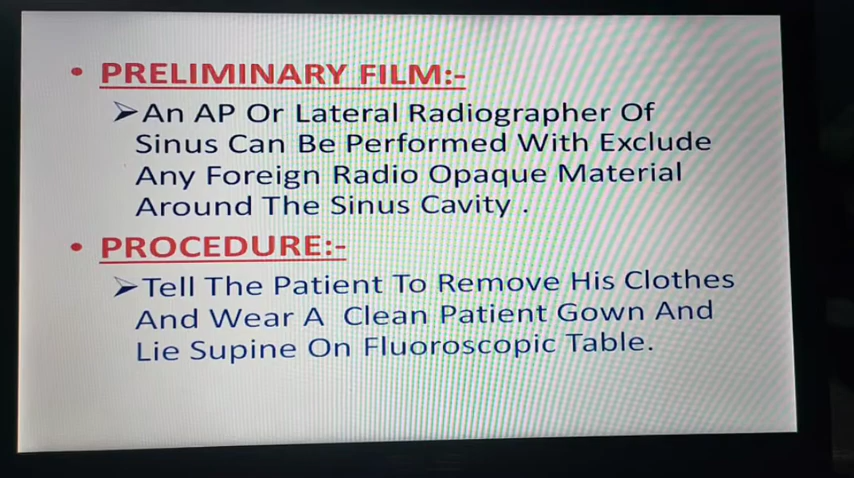 • PRELIMINARY FILM:-
➢An AP Or Lateral Radiographer Of
Sinus Can Be Performed With Exclude
Any Foreign Radio Opaque Material
Around The Sinus Cavity .
• PROCEDURE:-
➢Tell The Patient To Remove His Clothes
And Wear A Clean Patient Gown And
Lie Supine On Fluoroscopic Table.